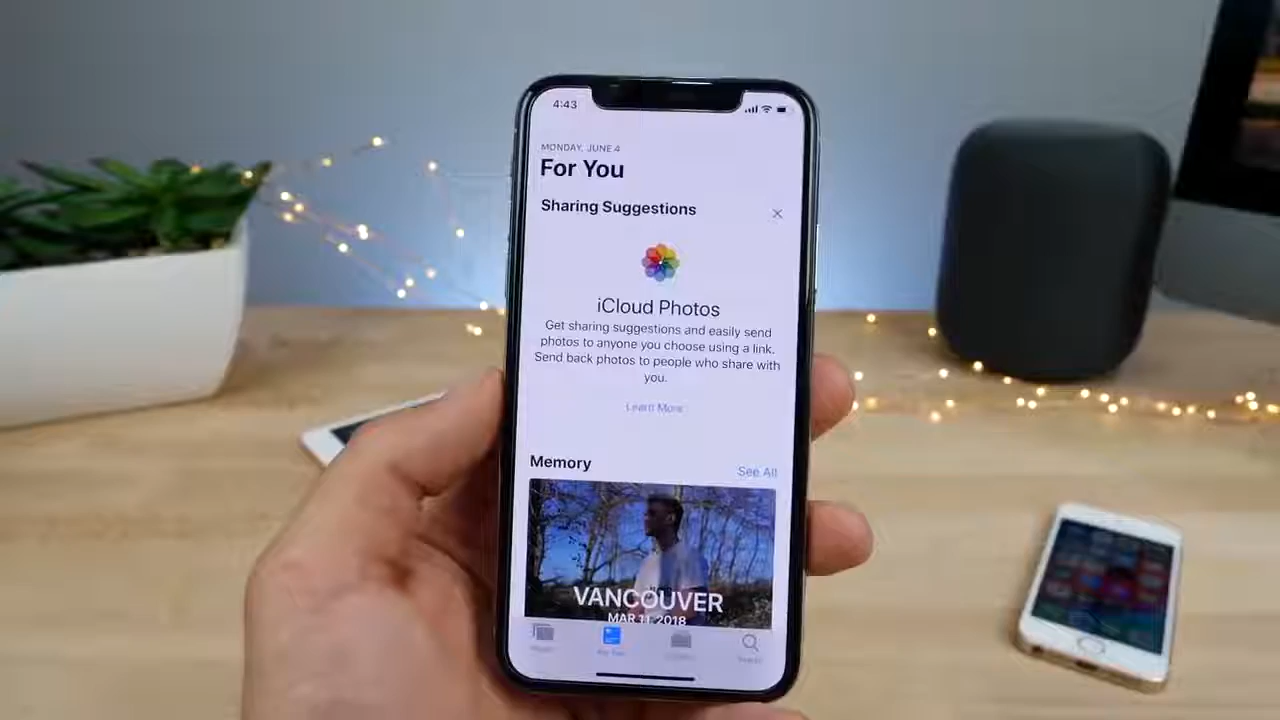 4:43
MONDAY, JUNE 4
For You
Sharing Suggestions
iCloud Photos
Get sharing suggestions and easily send
photos to anyone you choose using a link.
Send back photos to people who share with
you.
Learn More
Memory
See All
VANCOUVER
MAR 11, 2018